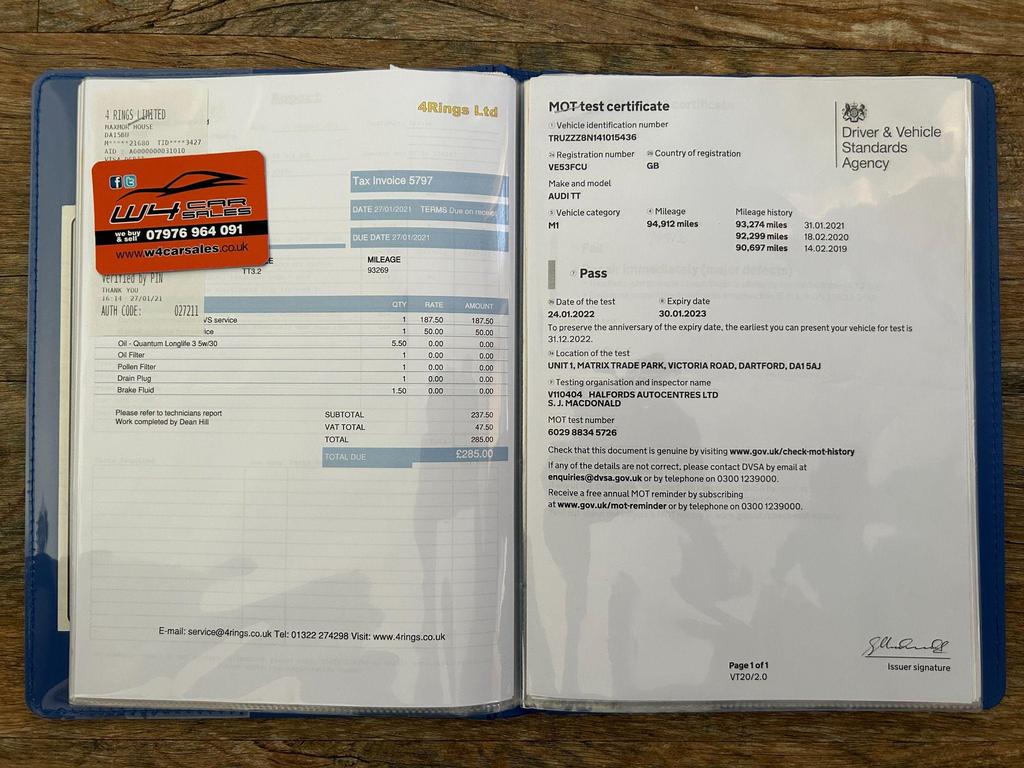 4 RINGS LIMITED
MAXMOR HOUSE
DA15BU
M*****21680 TID****3427
AID : A0000000031010
W4 CAR SALES
we buy & sell 07976 964 091
www.w4carsales.co.uk
Verified by PIN
THANK YOU
16:14 27/01/21
AUTH CODE: 027211
4Rings Ltd
Tax Invoice 5797
DATE 27/01/2021 TERMS Due on receipt
DUE DATE 27/01/2021
MILEAGE
TT3.2 93269
QTY RATE AMOUNT
VS service 1 187.50 187.50
ice 1 50.00 50.00
Oil - Quantum Longlife 3 5w/30 5.50 0.00 0.00
Oil Filter 1 0.00 0.00
Pollen Filter 1 0.00 0.00
Drain Plug 1 0.00 0.00
Brake Fluid 1.50 0.00 0.00
Please refer to technicians report
Work completed by Dean Hill
SUBTOTAL 237.50
VAT TOTAL 47.50
TOTAL 285.00
TOTAL DUE £285.00
E-mail: service@4rings.co.uk Tel: 01322 274298 Visit: www.4rings.co.uk
MOT test certificate
Driver & Vehicle
Standards
Agency
Vehicle identification number
TRUZZZ8N141015436
Registration number Country of registration
VE53FCU GB
Make and model
AUDI TT
Vehicle category Mileage Mileage history
M1 94,912 miles 93,274 miles 31.01.2021
92,299 miles 18.02.2020
90,697 miles 14.02.2019
Pass
Date of the test Expiry date
24.01.2022 30.01.2023
To preserve the anniversary of the expiry date, the earliest you can present your vehicle for test is
31.12.2022.
Location of the test
UNIT 1, MATRIX TRADE PARK, VICTORIA ROAD, DARTFORD, DA1 5AJ
Testing organisation and inspector name
V110404 HALFORDS AUTOCENTRES LTD
S. J. MACDONALD
MOT test number
6029 8834 5726
Check that this document is genuine by visiting www.gov.uk/check-mot-history
If any of the details are not correct, please contact DVSA by email at
enquiries@dvsa.gov.uk or by telephone on 0300 1239000.
Receive a free annual MOT reminder by subscribing
at www.gov.uk/mot-reminder or by telephone on 0300 1239000.
Issuer signature
Page 1 of 1
VT20/2.0